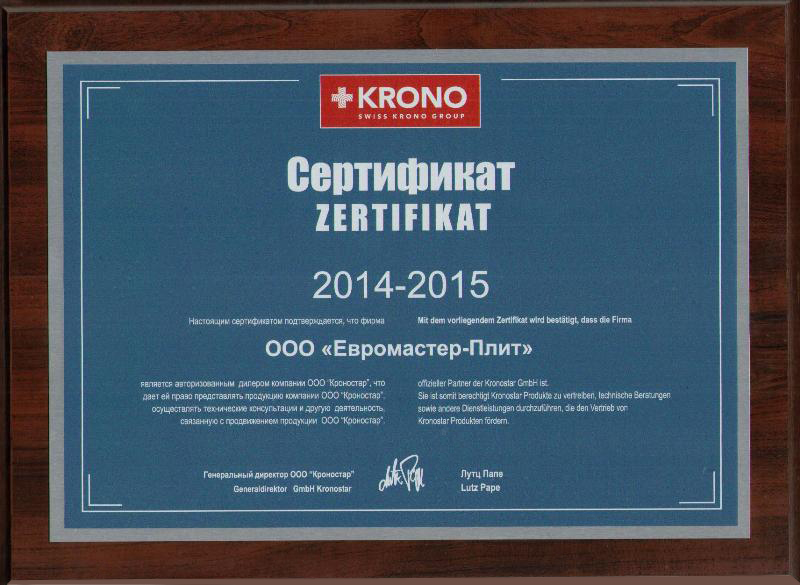 KRONO
SWISS KRONO GROUP
Сертификат
ZERTIFIKAT
2014-2015
Настоящим сертификатом подтверждается, что фирма
Mit dem vorliegendem Zertifikat wird bestätigt, dass die Firma
ООО «Евромастер-Плит»
является авторизованным дилером компании ООО "Кроностар", что
дает ей право представлять продукцию компании ООО "Кроностар",
осуществлять технические консультации и другую деятельность,
связанную с продвижением продукции ООО "Кроностар".
offizieller Partner der Kronostar GmbH ist.
Sie ist somit berechtigt Kronostar Produkte zu vertreiben, technische Beratungen
sowie andere Dienstleistungen durchzuführen, die den Vertrieb von
Kronostar Produkten fördern.
Генеральный директор ООО "Кроностар"
Generaldirektor GmbH Kronostar
Лутц Папе
Lutz Pape